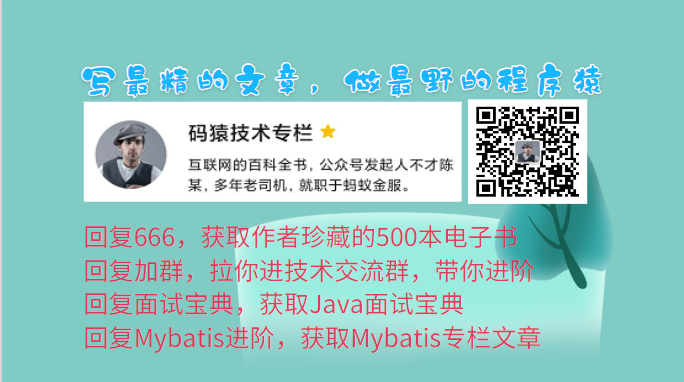 写最精的文章，做最野的程序猿
码猿技术专栏
互联网的百科全书，公众号发起人不才陈
某，多年老司机，就职于蚂蚁金服。
回复666，获取作者珍藏的500本电子书
回复加群，拉你进技术交流群，带你进阶
回复面试宝典，获取Java面试宝典
回复Mybatis进阶，获取Mybatis专栏文章